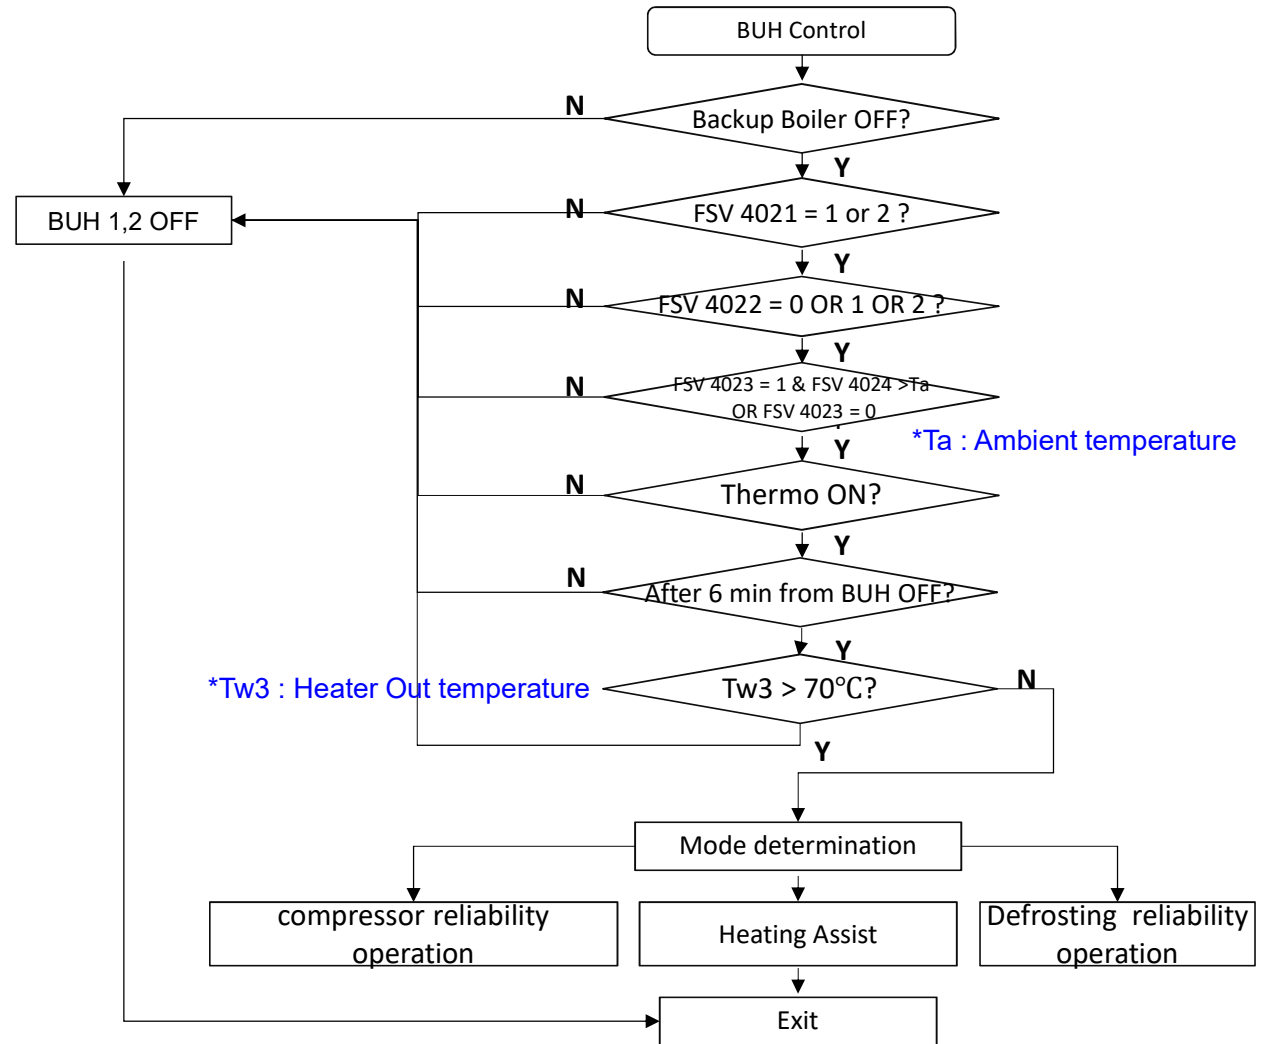 BUH Control
N
Backup Boiler OFF?
Y
BUH 1,2 OFF
N
FSV 4021 = 1 or 2 ?
Y
N
FSV 4022 = 0 OR 1 OR 2 ?
Y
N
FSV 4023 = 1 & FSV 4024 >Ta
OR FSV 4023 = 0
*Ta : Ambient temperature
Y
N
Thermo ON?
Y
N
After 6 min from BUH OFF?
Y
*Tw3 : Heater Out temperature
Tw3 > 70℃?
N
Y
Mode determination
compressor reliability
operation
Heating Assist
Defrosting reliability
operation
Exit